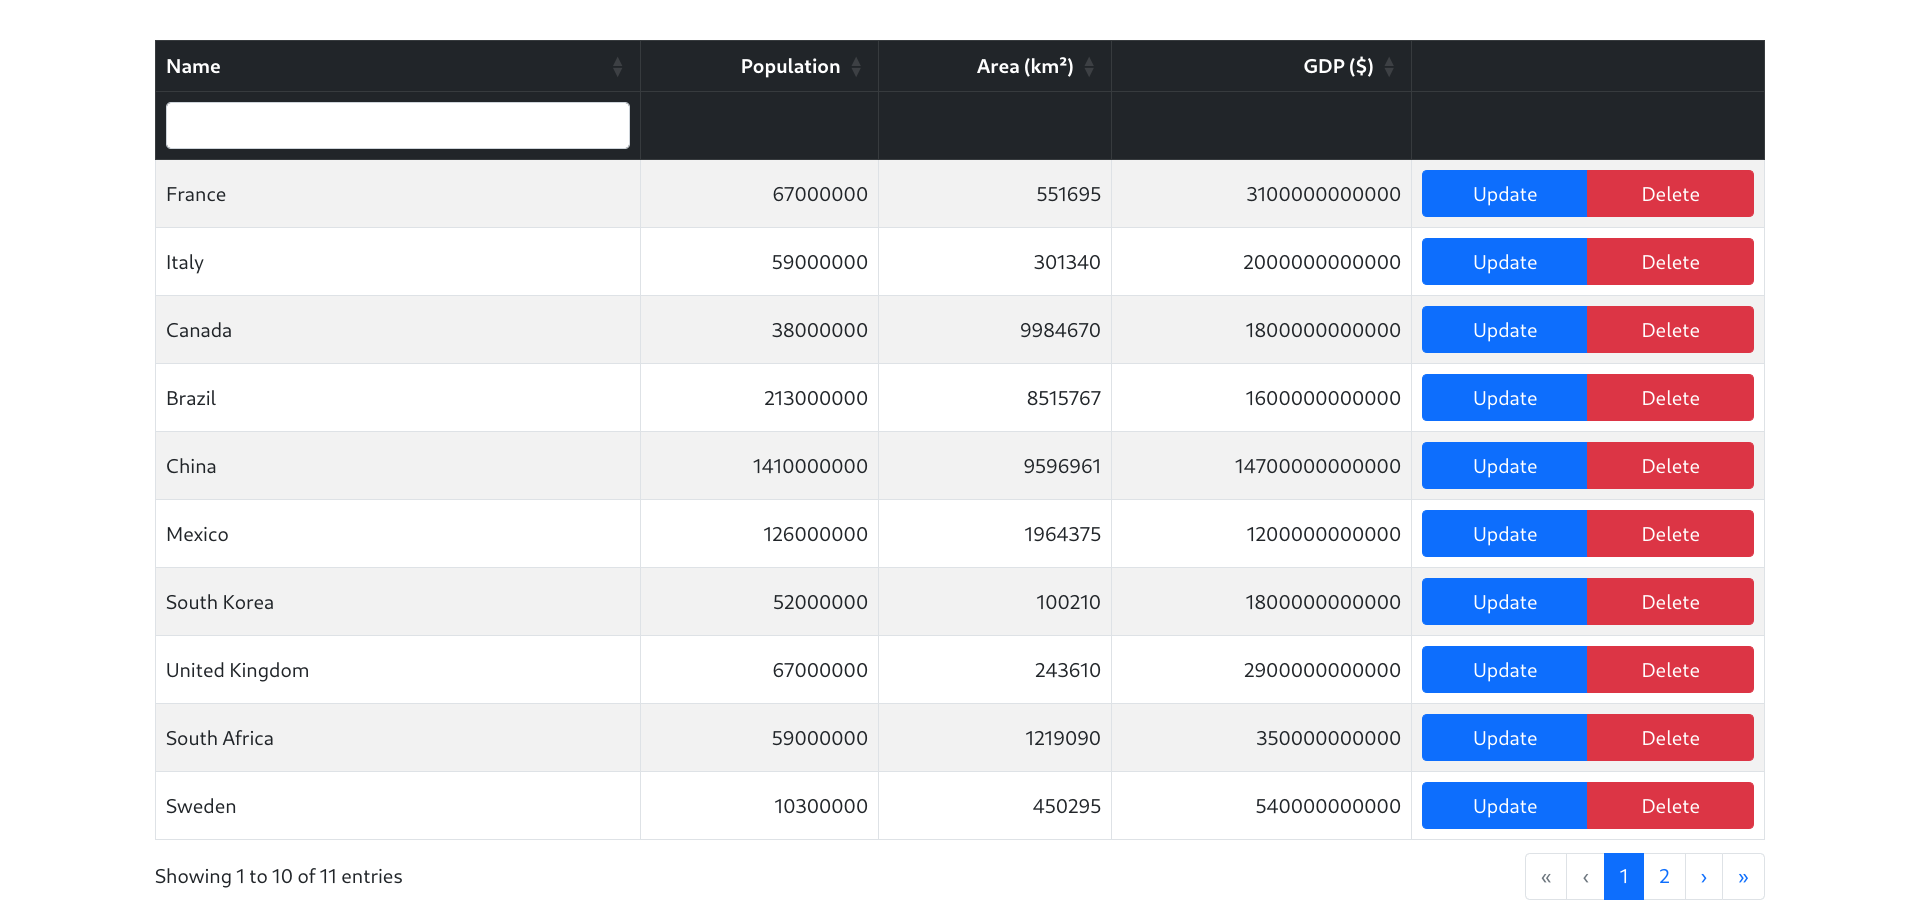 Name Population Area (km²) GDP ($)
France 67000000 551695 3100000000000 Update Delete
Italy 59000000 301340 2000000000000 Update Delete
Canada 38000000 9984670 1800000000000 Update Delete
Brazil 213000000 8515767 1600000000000 Update Delete
China 1410000000 9596961 14700000000000 Update Delete
Mexico 126000000 1964375 1200000000000 Update Delete
South Korea 52000000 100210 1800000000000 Update Delete
United Kingdom 67000000 243610 2900000000000 Update Delete
South Africa 59000000 1219090 350000000000 Update Delete
Sweden 10300000 450295 540000000000 Update Delete
Showing 1 to 10 of 11 entries « ‹ 1 2 › »